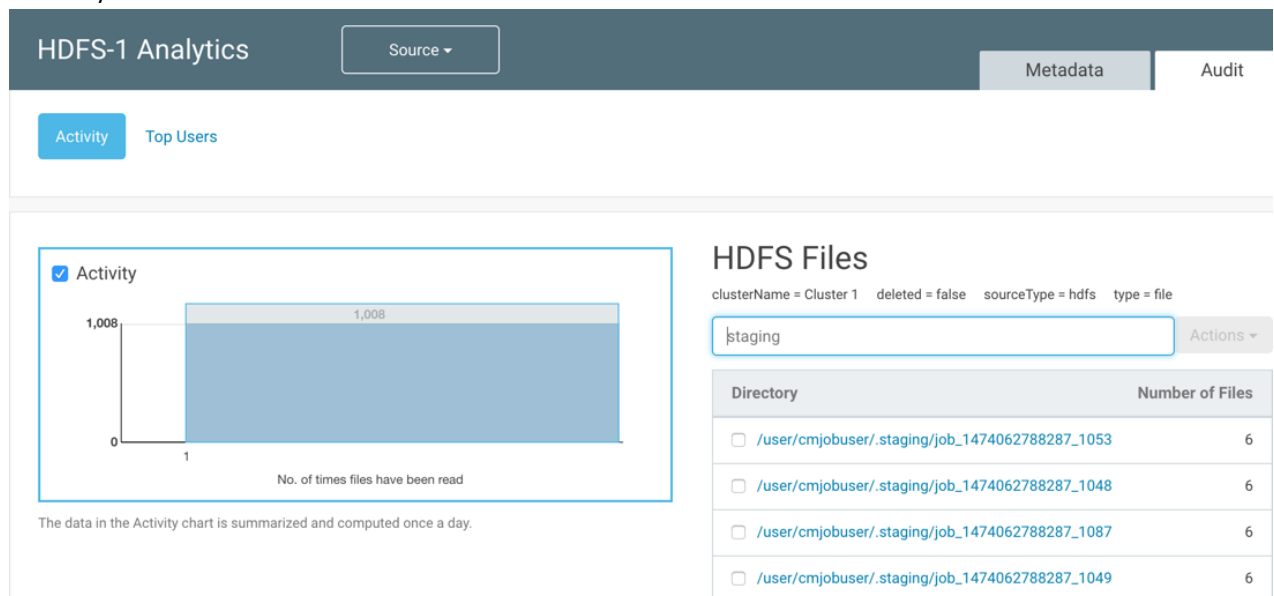 HDFS-1 Analytics
Source
Metadata
Audit
Activity
Top Users
Activity
1,008
1,008
0
1
No. of times files have been read
The data in the Activity chart is summarized and computed once a day.
HDFS Files
clusterName = Cluster 1 deleted = false sourceType = hdfs type = file
staging
Actions
Directory Number of Files
/user/cmjobuser/.staging/job_1474062788287_1053 6
/user/cmjobuser/.staging/job_1474062788287_1048 6
/user/cmjobuser/.staging/job_1474062788287_1087 6
/user/cmjobuser/.staging/job_1474062788287_1049 6